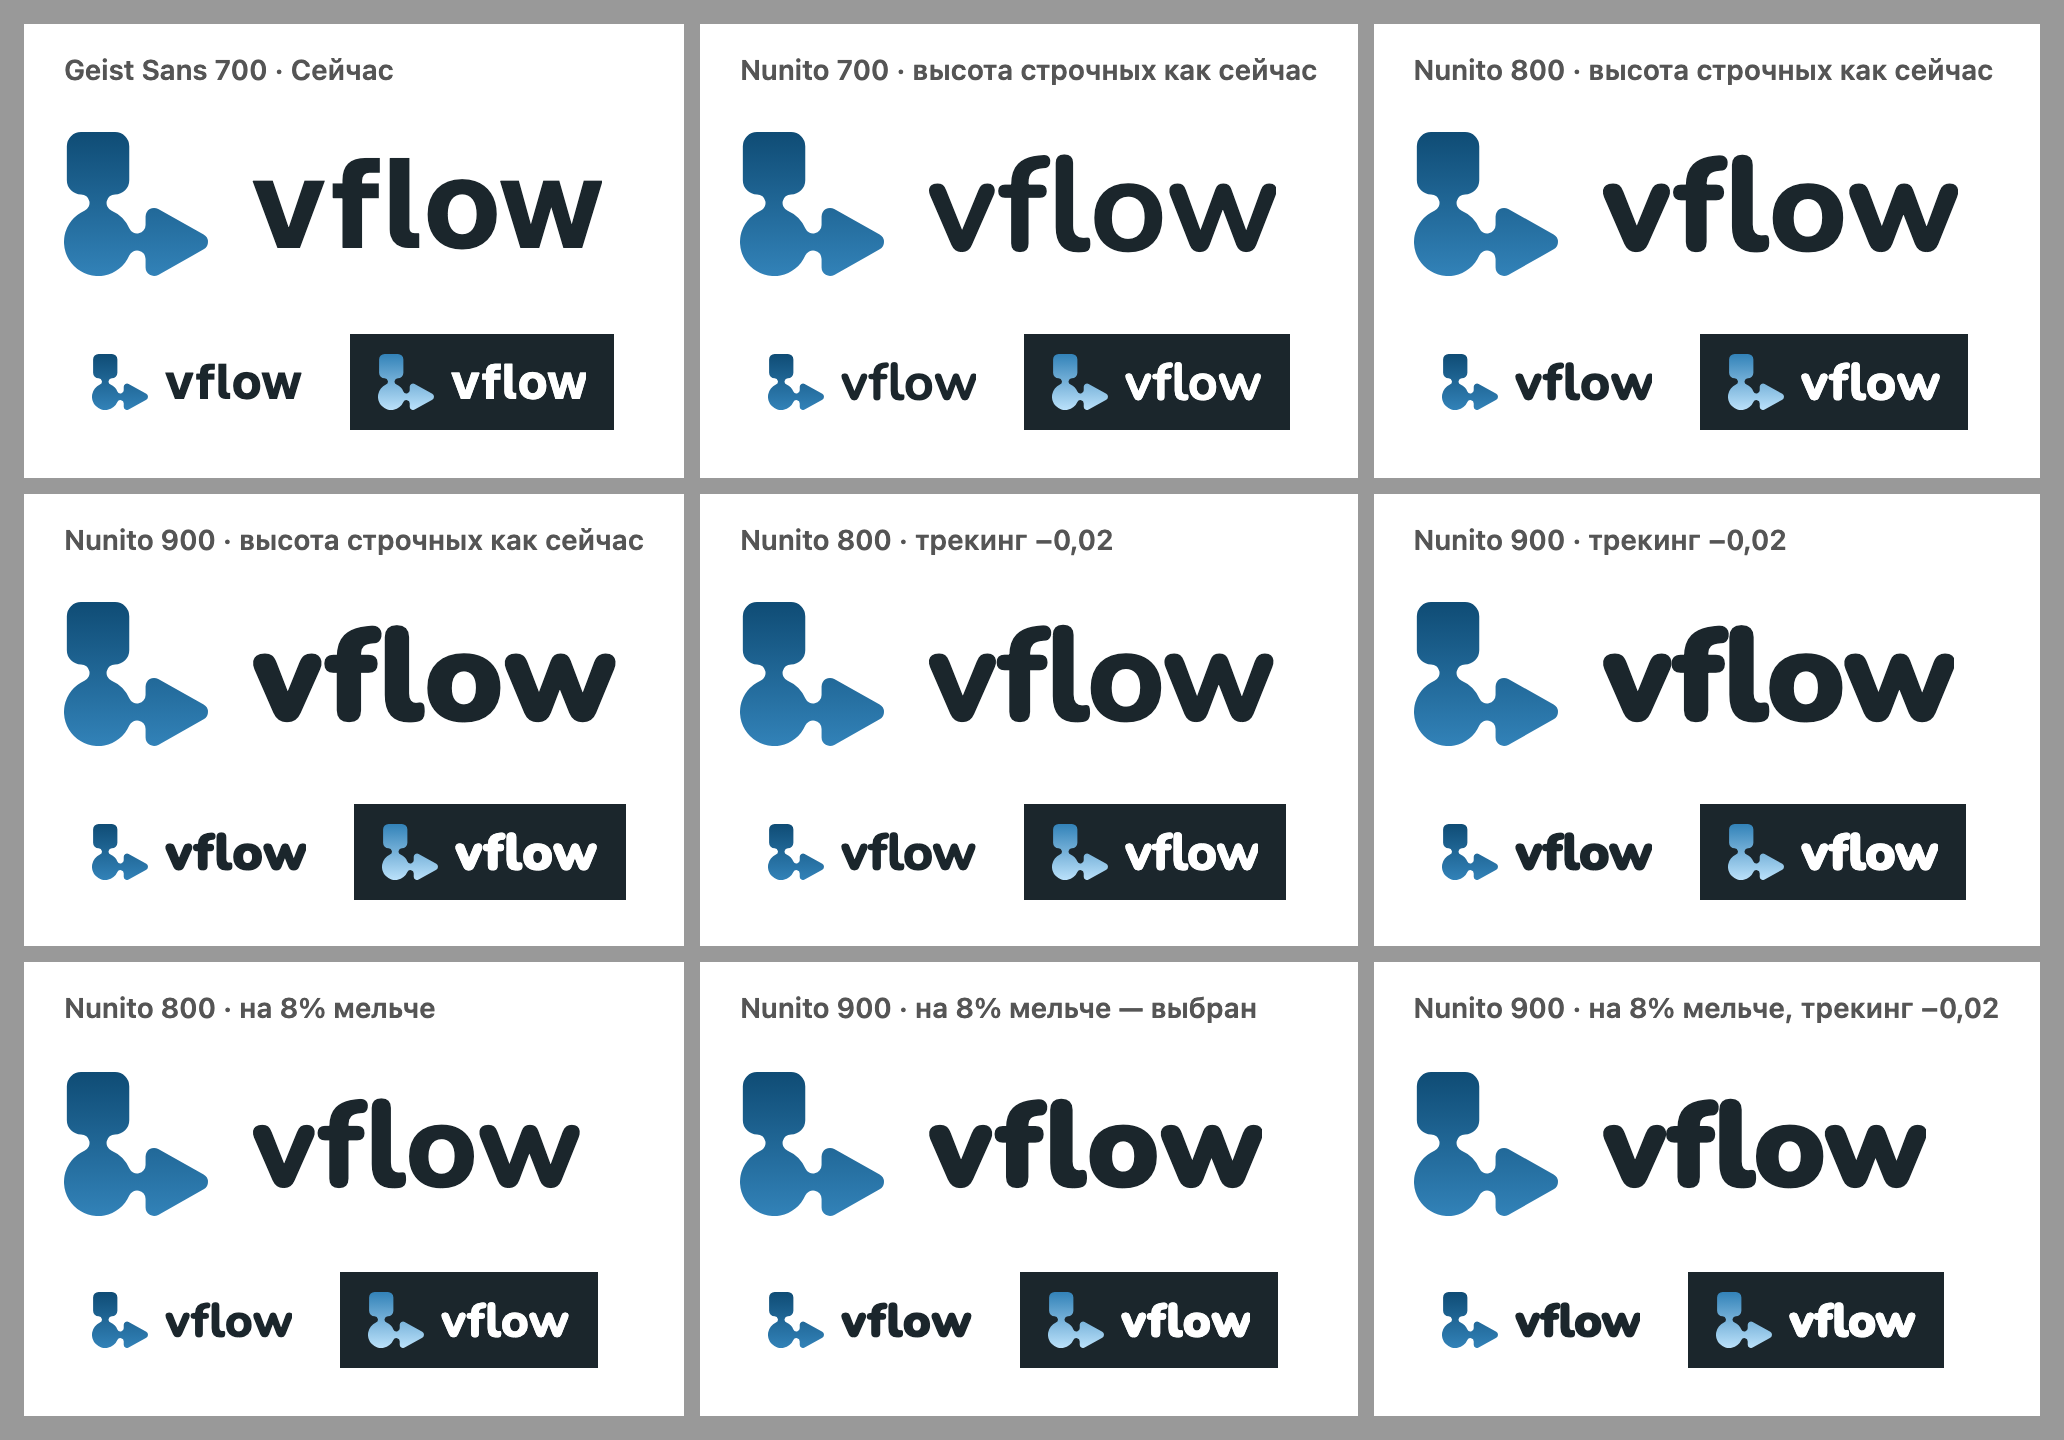 Geist Sans 700 · Сейчас
vflow
vflow
vflow
Nunito 700 · высота строчных как сейчас
vflow
vflow
vflow
Nunito 800 · высота строчных как сейчас
vflow
vflow
vflow
Nunito 900 · высота строчных как сейчас
vflow
vflow
vflow
Nunito 800 · трекинг −0,02
vflow
vflow
vflow
Nunito 900 · трекинг −0,02
vflow
vflow
vflow
Nunito 800 · на 8% мельче
vflow
vflow
vflow
Nunito 900 · на 8% мельче — выбран
vflow
vflow
vflow
Nunito 900 · на 8% мельче, трекинг −0,02
vflow
vflow
vflow